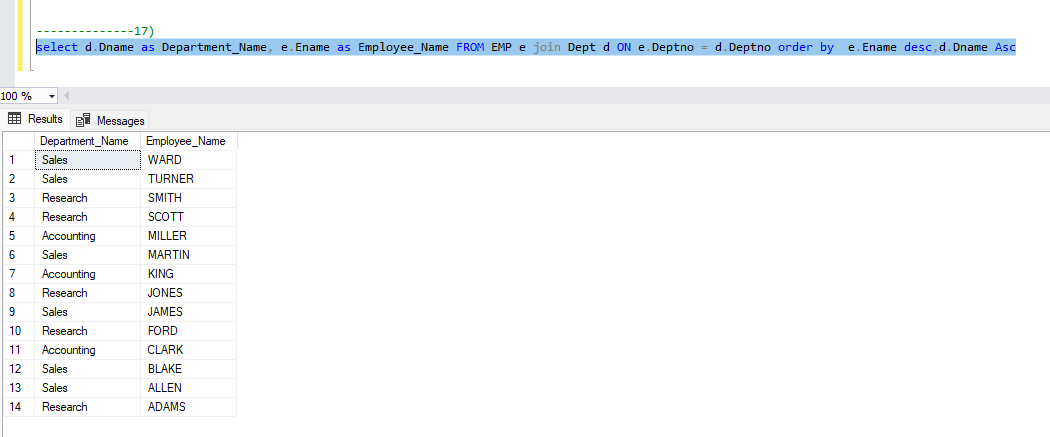 --------------17)
select d.Dname as Department_Name, e.Ename as Employee_Name FROM EMP e join Dept d ON e.Deptno = d.Deptno order by  e.Ename desc,d.Dname Asc
100 %
Results Messages
Department_Name Employee_Name
1 Sales WARD
2 Sales TURNER
3 Research SMITH
4 Research SCOTT
5 Accounting MILLER
6 Sales MARTIN
7 Accounting KING
8 Research JONES
9 Sales JAMES
10 Research FORD
11 Accounting CLARK
12 Sales BLAKE
13 Sales ALLEN
14 Research ADAMS